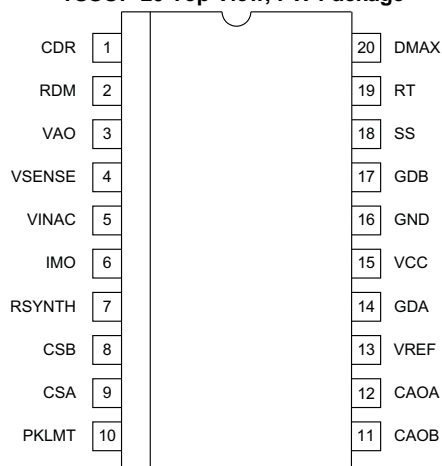 TSSOP-20 Top View, PW Package
CDR 1 20 DMAX
RDM 2 19 RT
VAO 3 18 SS
VSENSE 4 17 GDB
VINAC 5 16 GND
IMO 6 15 VCC
RSYNTH 7 14 GDA
CSB 8 13 VREF
CSA 9 12 CAOA
PKLMT 10 11 CAOB